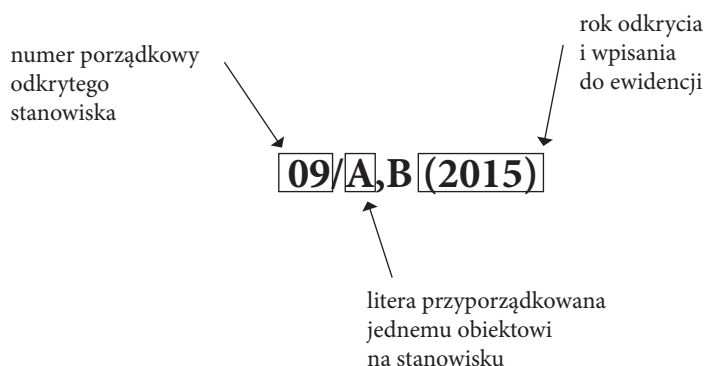 numer porządkowy
odkrytego
stanowiska
rok odkrycia
i wpisania
do ewidencji
09/A,B (2015)
litera przyporządkowana
jednemu obiektowi
na stanowisku